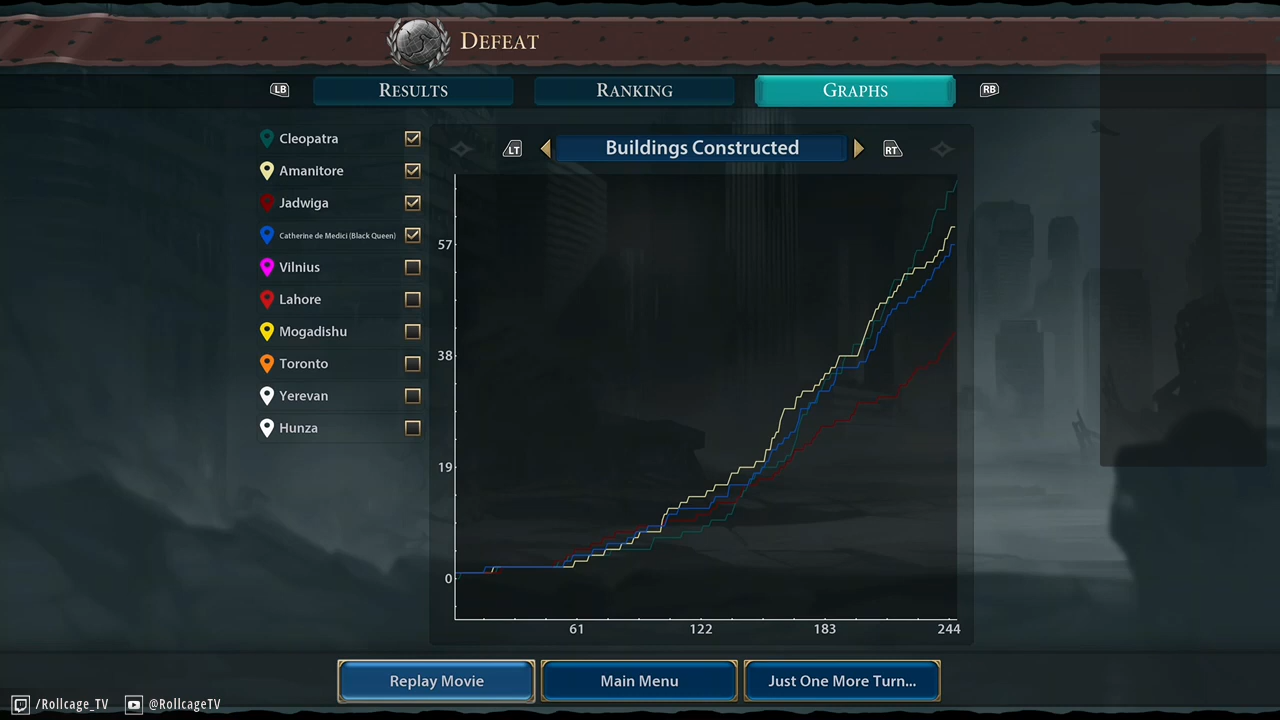 DEFEAT
LB
RESULTS
RANKING
GRAPHS
RB
Cleopatra
Amanitore
Jadwiga
Catherine de Medici (Black Queen)
Vilnius
Lahore
Mogadishu
Toronto
Yerevan
Hunza
LT
Buildings Constructed
RT
57
38
19
0
61
122
183
244
Replay Movie
Main Menu
Just One More Turn...
/Rollcage_TV
@RollcageTV